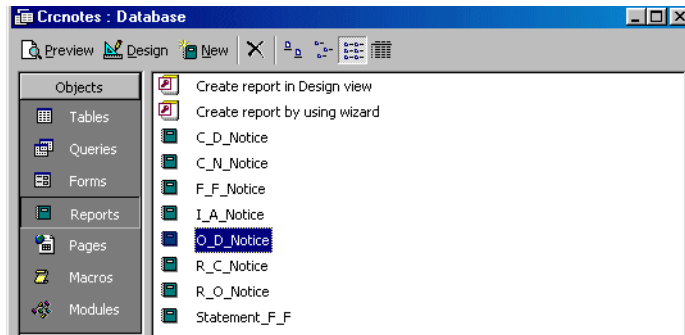 Crcnotes : Database
Preview Design New
Objects
Tables
Queries
Forms
Reports
Pages
Macros
Modules
Create report in Design view
Create report by using wizard
C_D_Notice
C_N_Notice
F_F_Notice
I_A_Notice
O_D_Notice
R_C_Notice
R_O_Notice
Statement_F_F